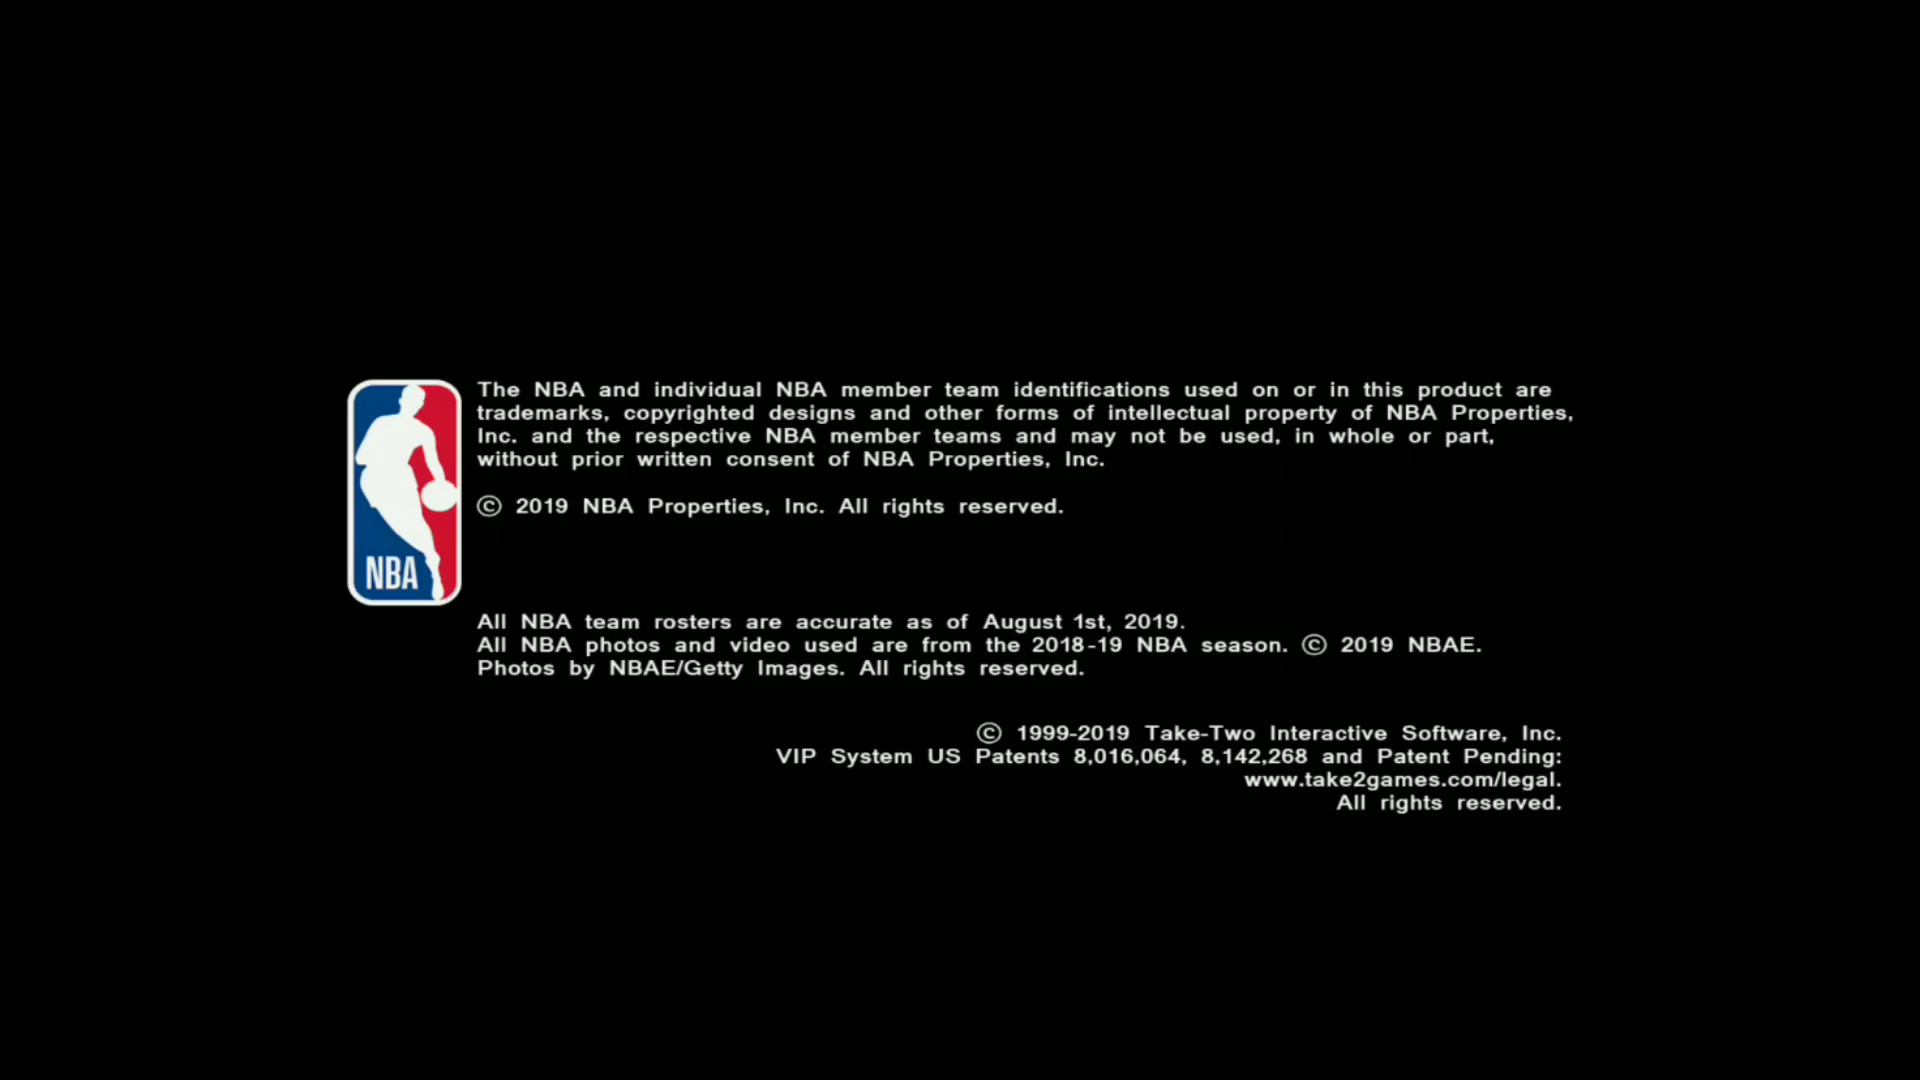 The NBA and individual NBA member team identifications used on or in this product are
trademarks, copyrighted designs and other forms of intellectual property of NBA Properties,
Inc. and the respective NBA member teams and may not be used, in whole or part,
without prior written consent of NBA Properties, Inc.
© 2019 NBA Properties, Inc. All rights reserved.
NBA
All NBA team rosters are accurate as of August 1st, 2019.
All NBA photos and video used are from the 2018-19 NBA season. © 2019 NBAE.
Photos by NBAE/Getty Images. All rights reserved.
© 1999-2019 Take-Two Interactive Software, Inc.
VIP System US Patents 8,016,064, 8,142,268 and Patent Pending:
www.take2games.com/legal.
All rights reserved.